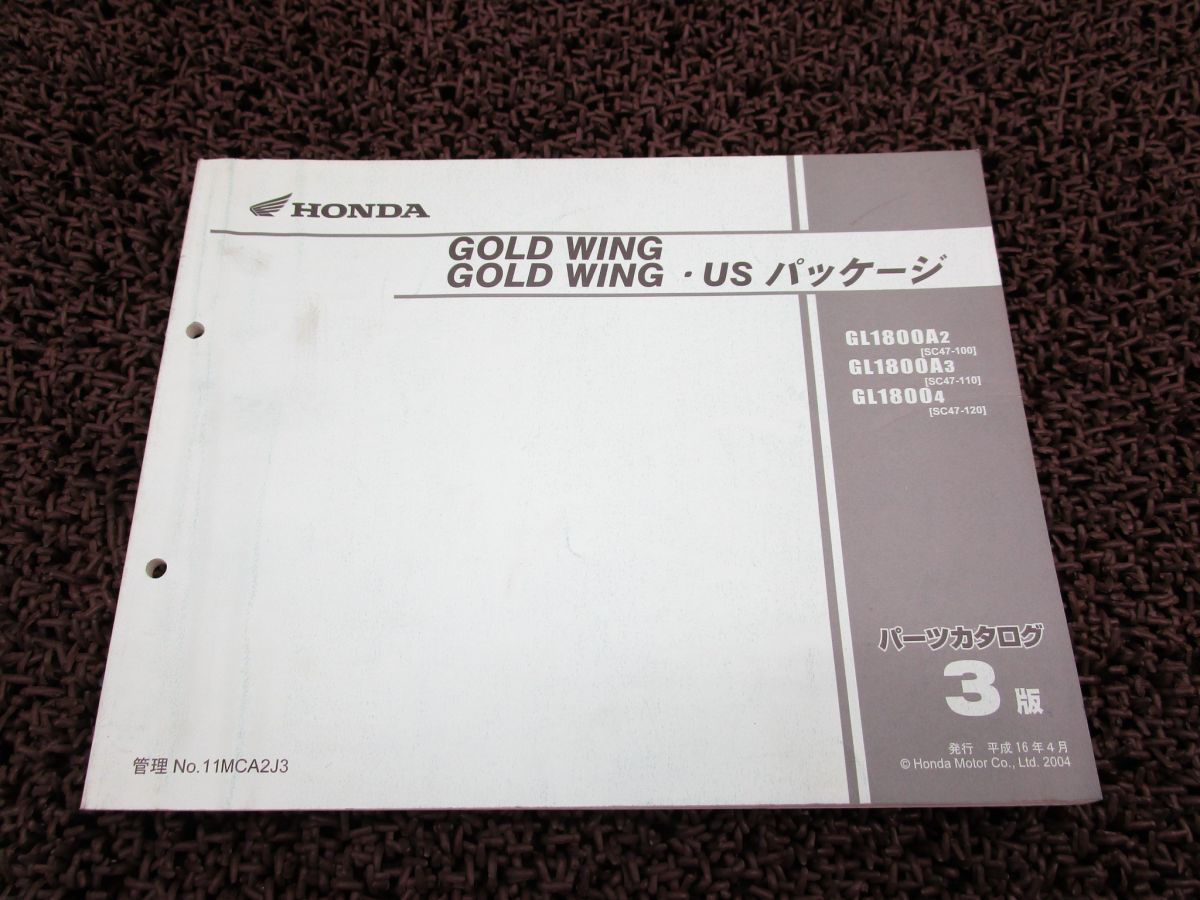 HONDA
GOLD WING
GOLD WING ・US パッケージ
GL1800A2
[SC47-100]
GL1800A3
[SC47-110]
GL18004
[SC47-120]
パーツカタログ
3版
発行 平成16年4月
© Honda Motor Co., Ltd. 2004
管理 No.11MCA2J3